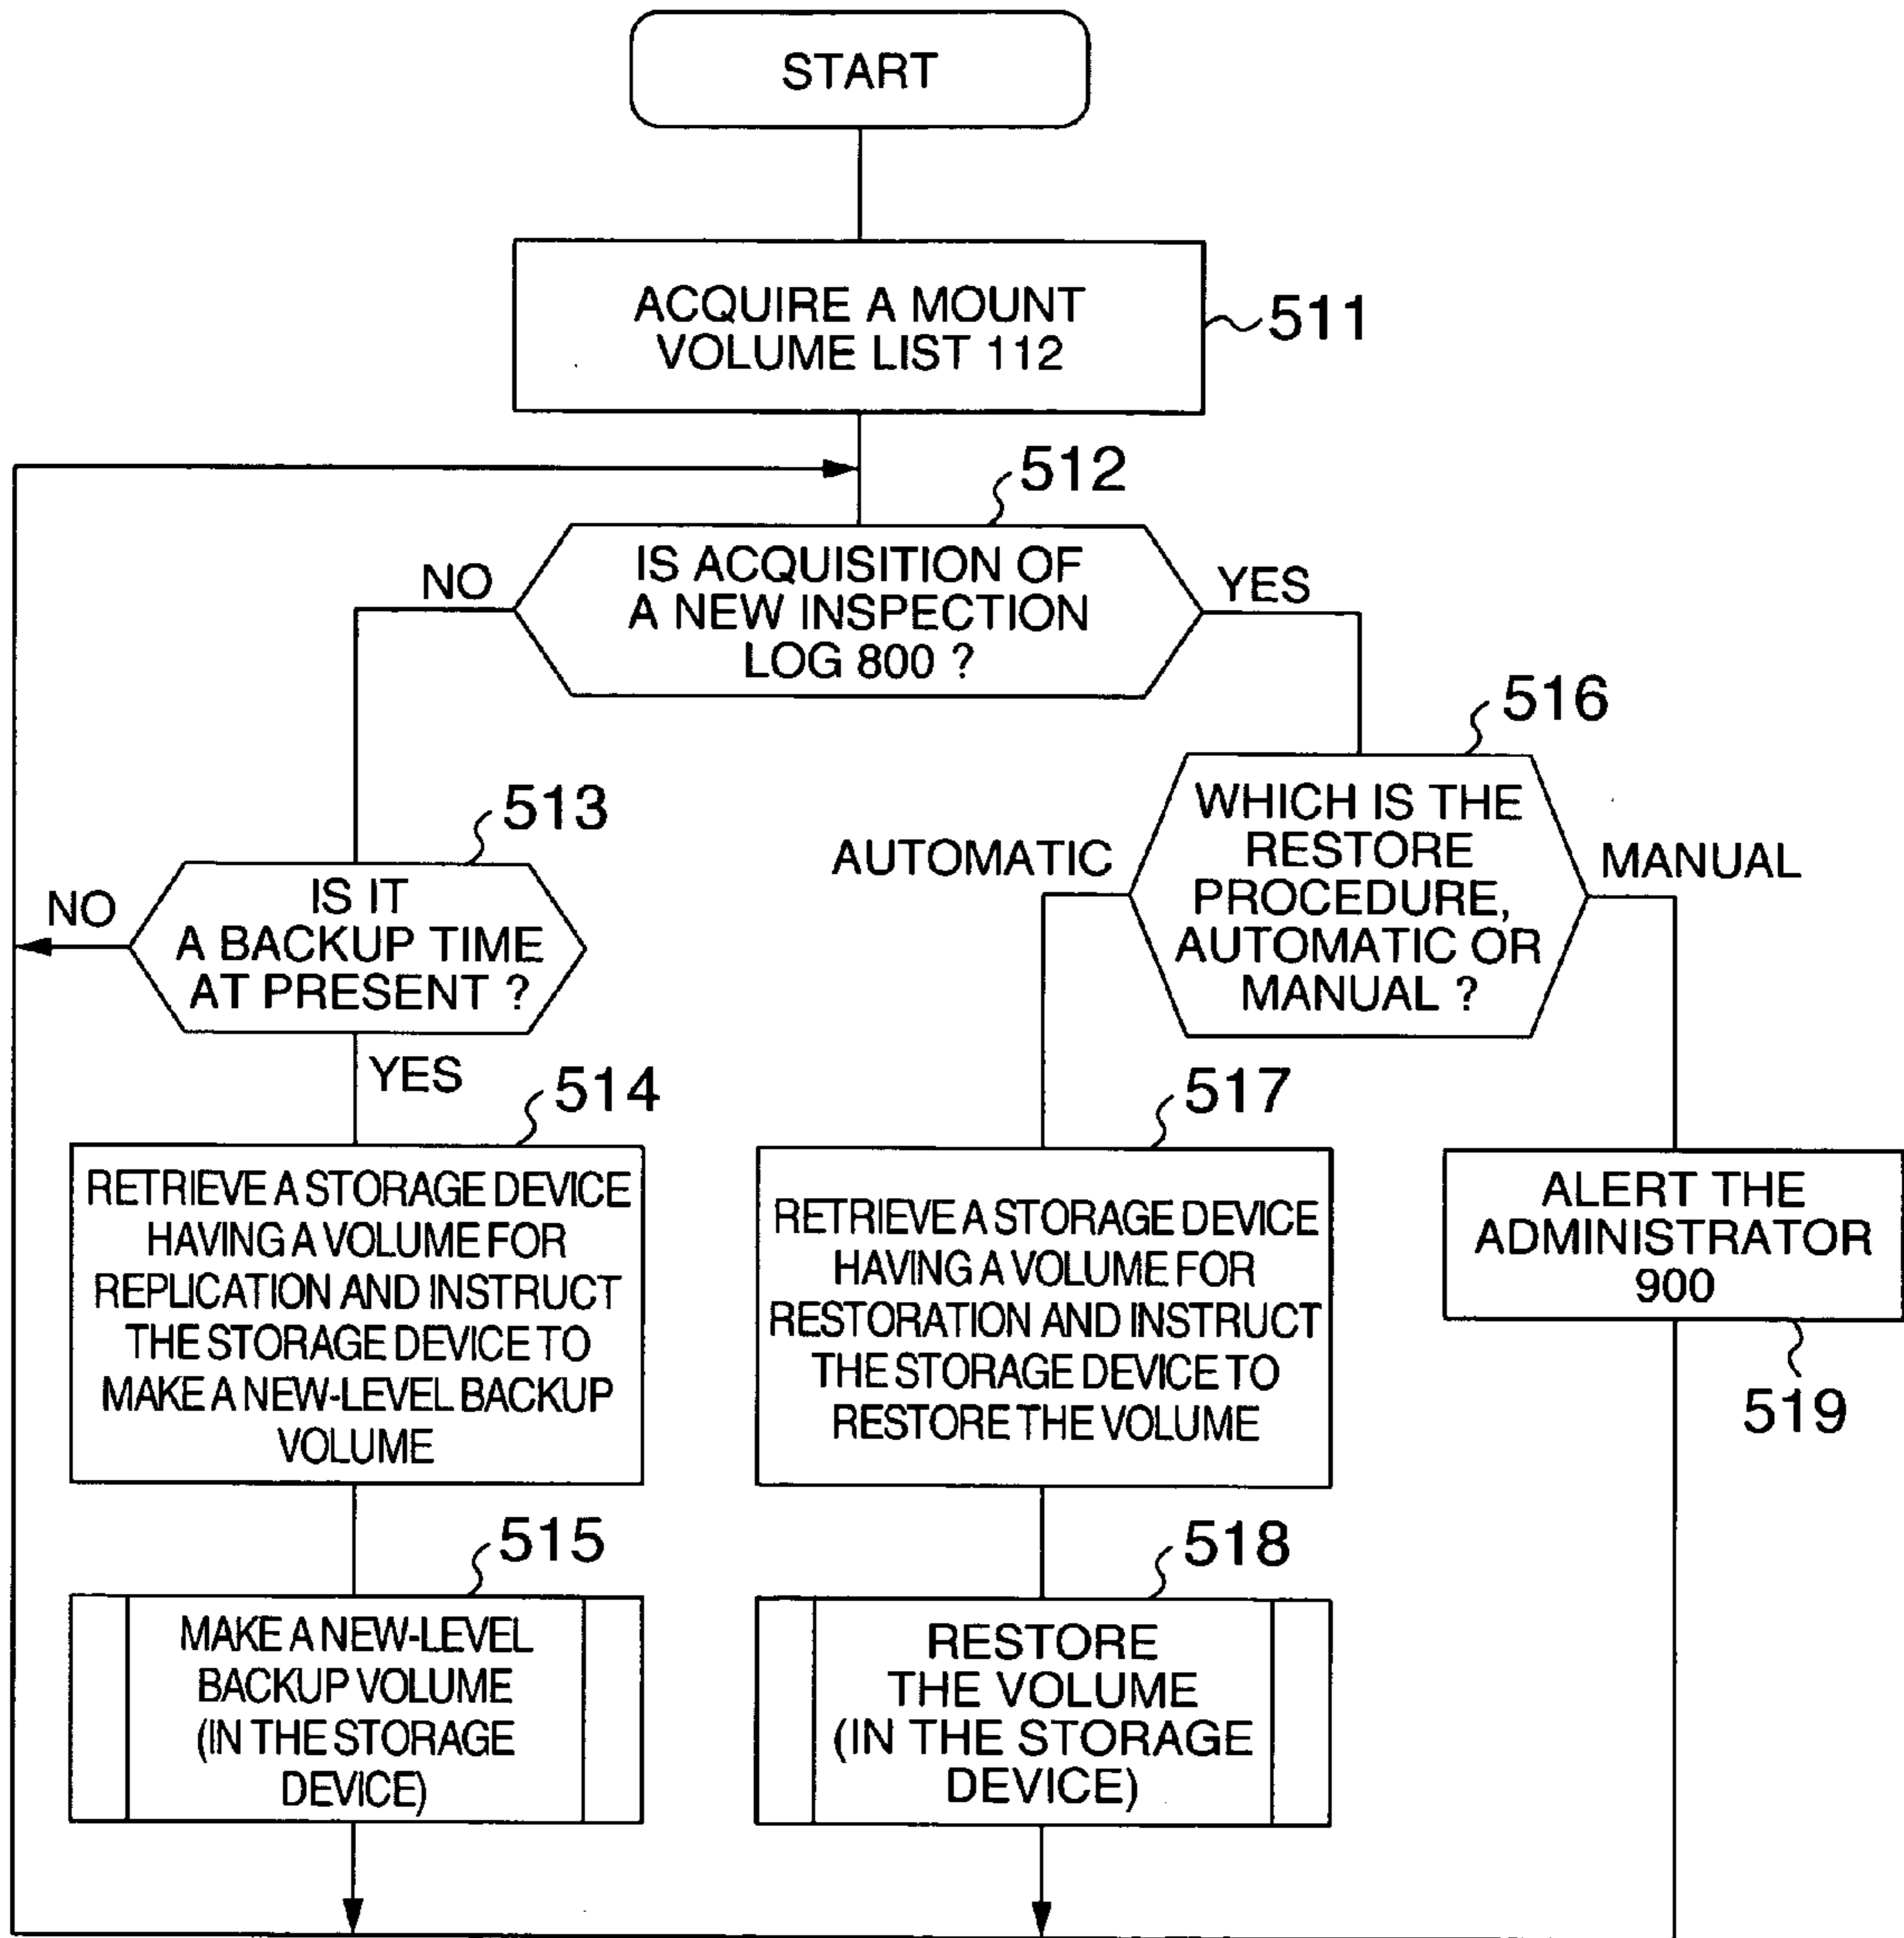 START
ACQUIRE A MOUNT
VOLUME LIST 112
511
512
IS ACQUISITION OF
A NEW INSPECTION
LOG 800 ?
NO
YES
516
WHICH IS THE
RESTORE
PROCEDURE,
AUTOMATIC OR
MANUAL ?
AUTOMATIC
MANUAL
513
IS IT
A BACKUP TIME
AT PRESENT ?
NO
YES
514
RETRIEVE A STORAGE DEVICE
HAVING A VOLUME FOR
REPLICATION AND INSTRUCT
THE STORAGE DEVICE TO
MAKE A NEW-LEVEL BACKUP
VOLUME
517
RETRIEVE A STORAGE DEVICE
HAVING A VOLUME FOR
RESTORATION AND INSTRUCT
THE STORAGE DEVICE TO
RESTORE THE VOLUME
ALERT THE
ADMINISTRATOR
900
519
515
MAKE A NEW-LEVEL
BACKUP VOLUME
(IN THE STORAGE
DEVICE)
518
RESTORE
THE VOLUME
(IN THE STORAGE
DEVICE)